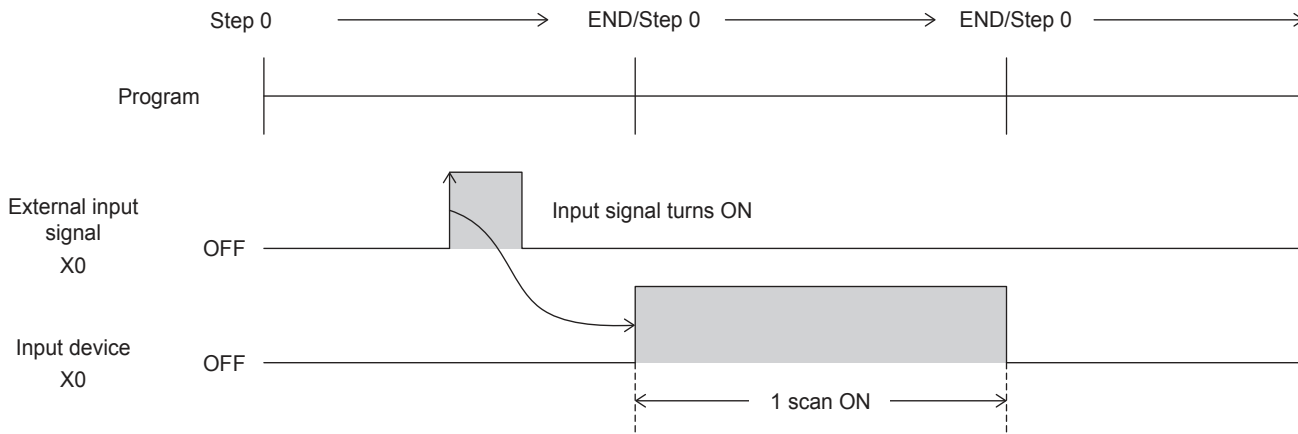 Step 0
END/Step 0
END/Step 0
Program
External input
signal
X0
OFF
Input signal turns ON
Input device
X0
OFF
1 scan ON